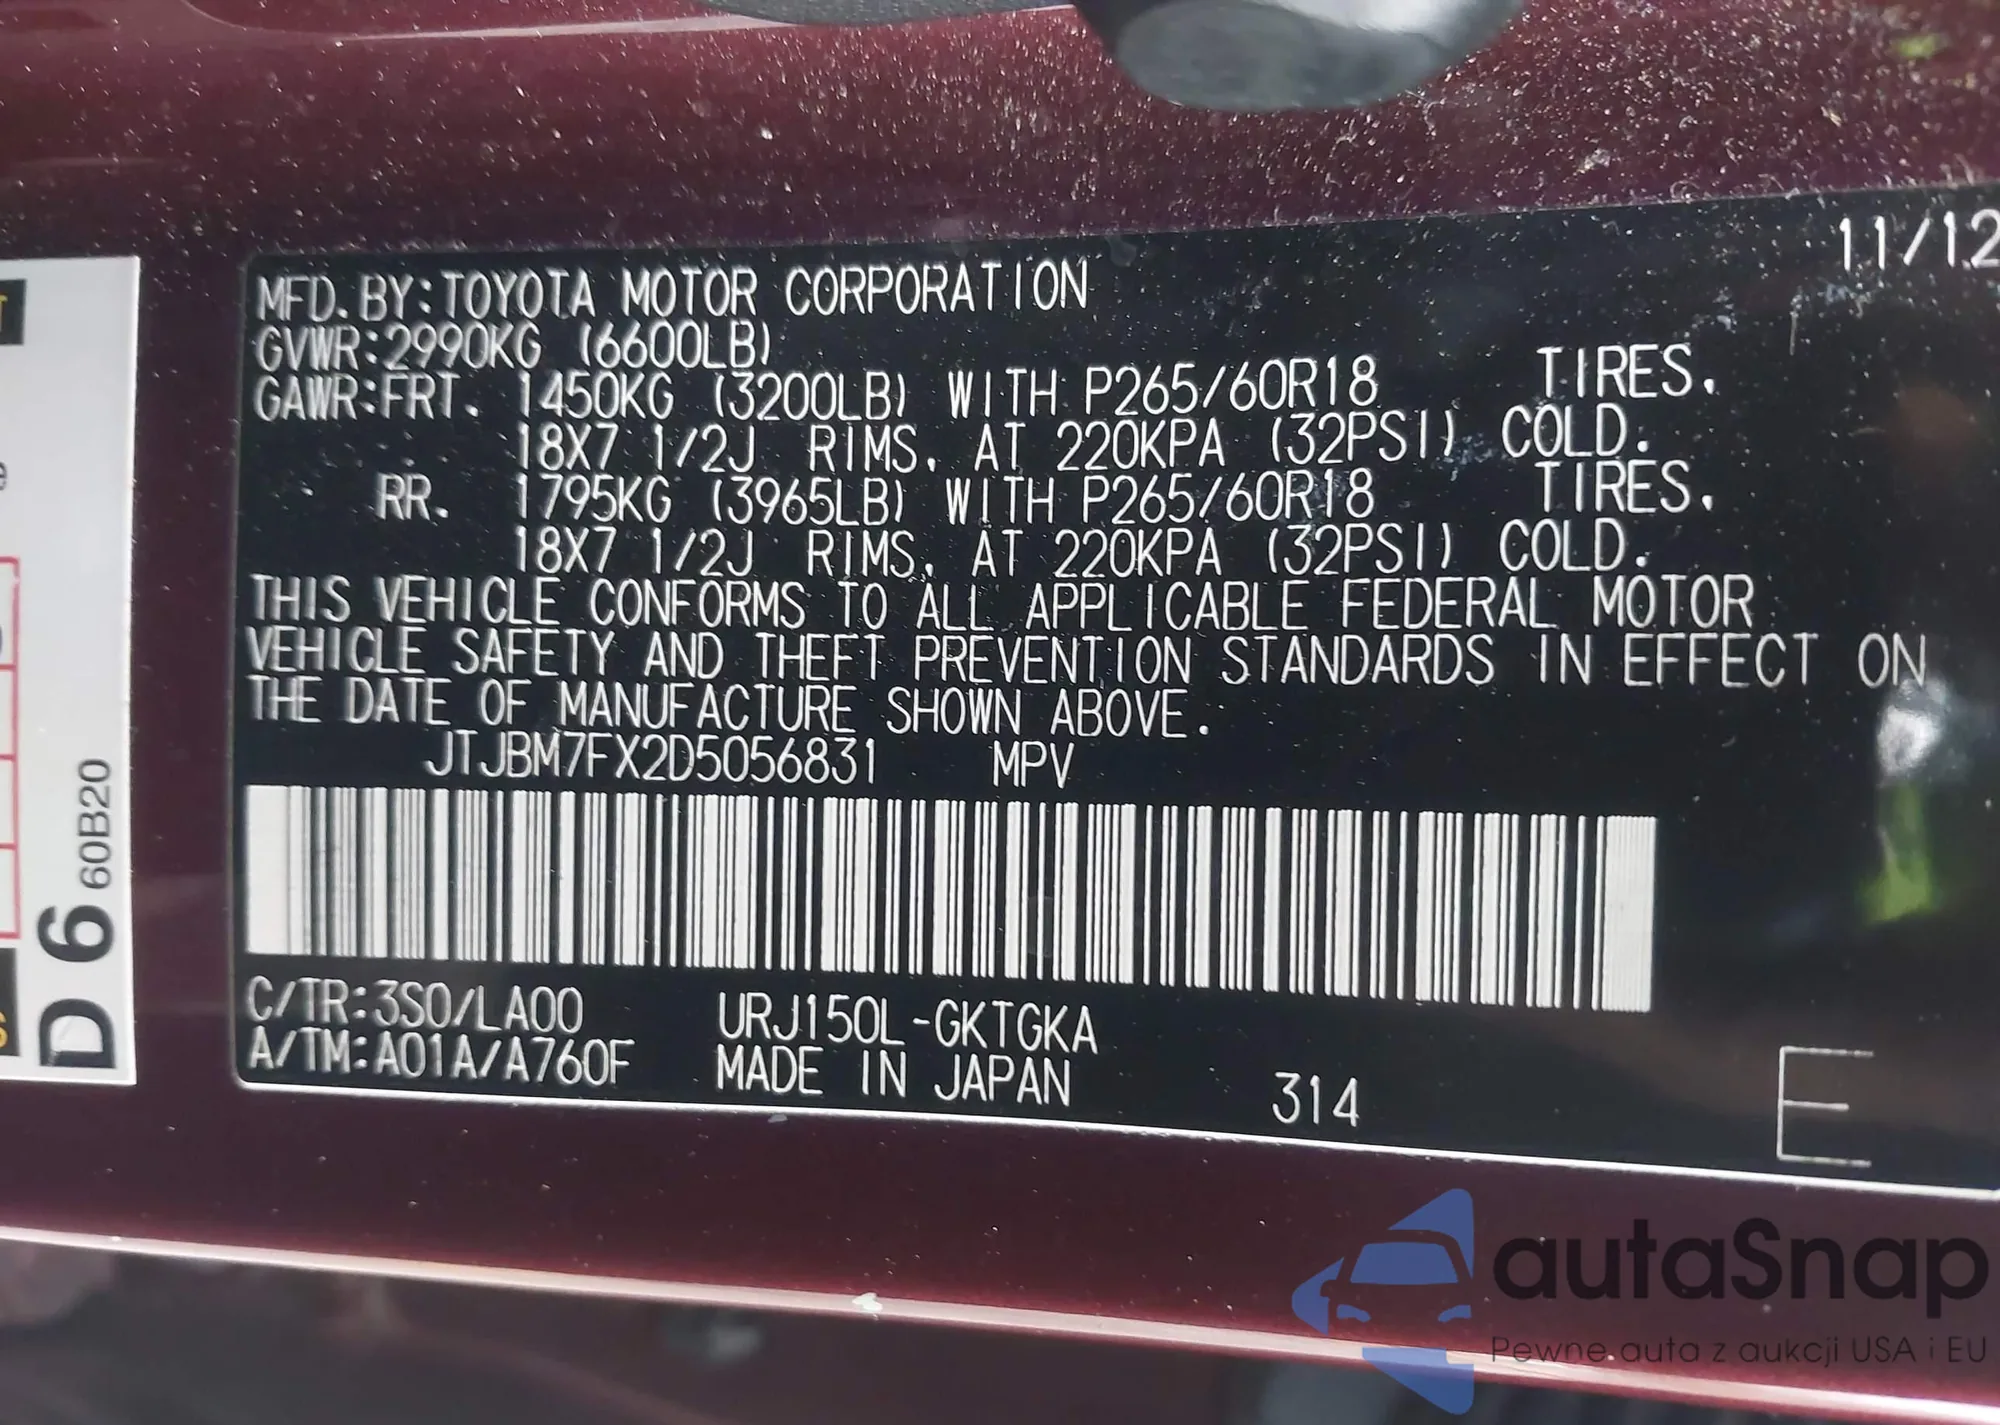 11/12
MFD. BY: TOYOTA MOTOR CORPORATION
GVWR: 2990KG (6600LB)
GAWR: FRT. 1450KG (3200LB) WITH P265/60R18 TIRES,
18X7 1/2J RIMS, AT 220KPA (32PSI) COLD.
RR. 1795KG (3965LB) WITH P265/60R18 TIRES,
18X7 1/2J RIMS, AT 220KPA (32PSI) COLD.
THIS VEHICLE CONFORMS TO ALL APPLICABLE FEDERAL MOTOR
VEHICLE SAFETY AND THEFT PREVENTION STANDARDS IN EFFECT ON
THE DATE OF MANUFACTURE SHOWN ABOVE.
JTJBM7FX2D5056831 MPV
C/TR: 3S0/LA00 URJ150L-GKTGKA
A/TM: A01A/A760F MADE IN JAPAN 314
E
D6 60B20
autaSnap
Pewne auta z aukcji USA i EU